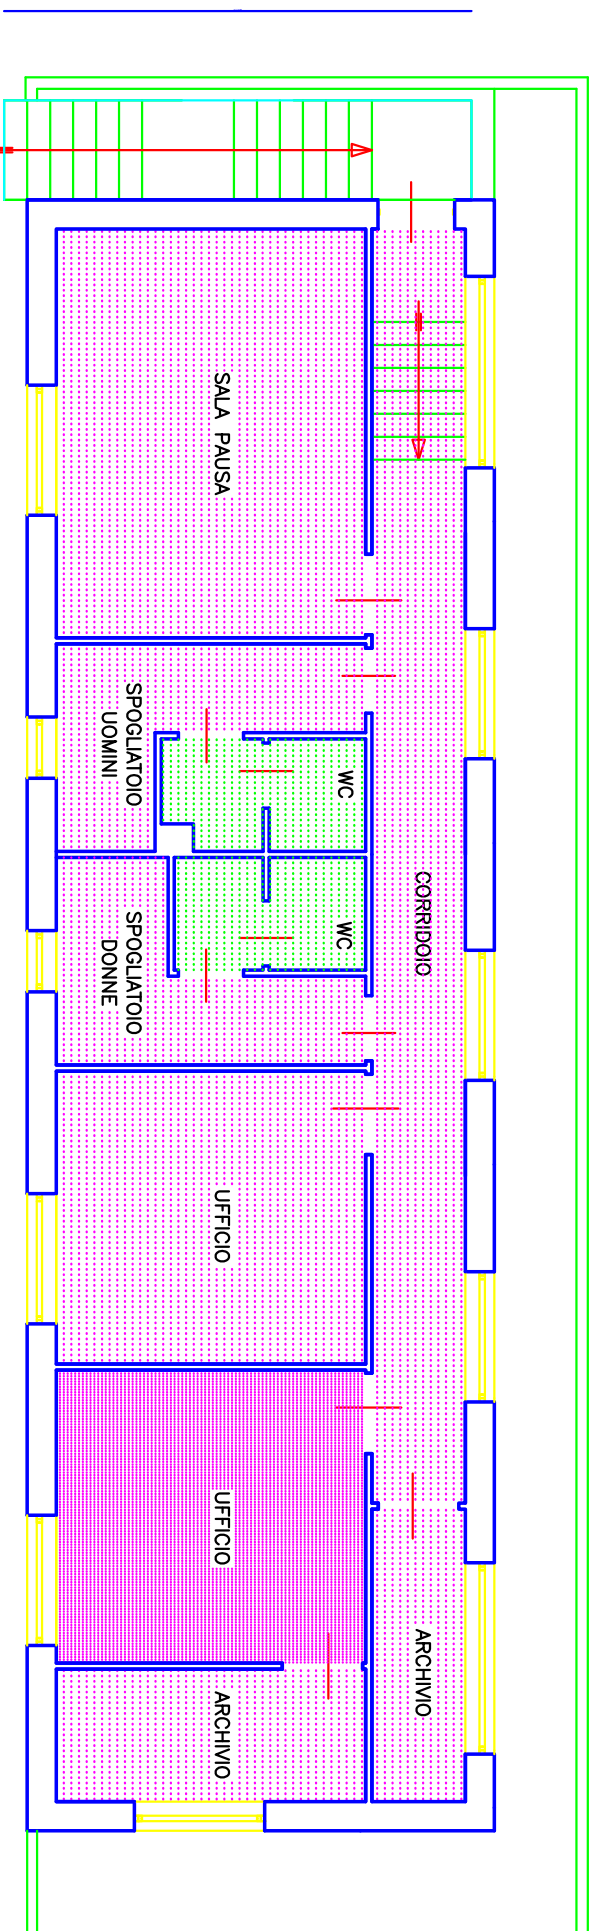 SALA PAUSA
SPOGLIATOIO
UOMINI
WC
WC
CORRIDOIO
SPOGLIATOIO
DONNE
UFFICIO
UFFICIO
ARCHIVIO
ARCHIVIO